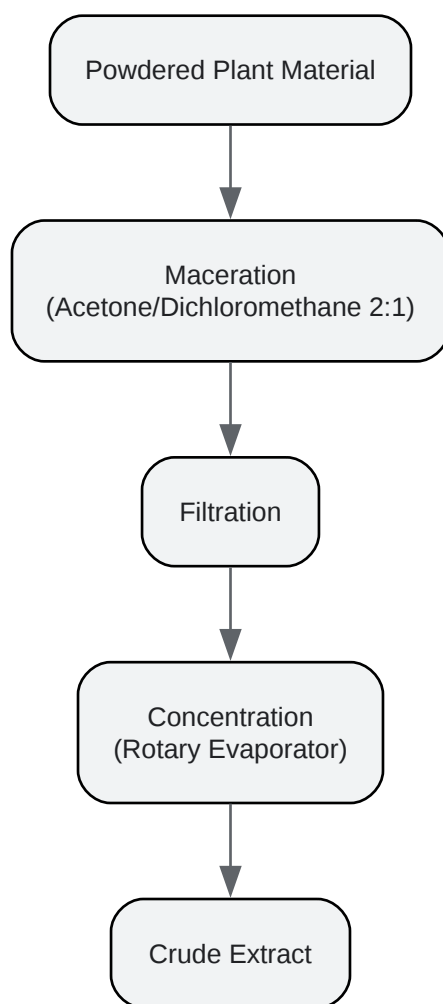 Powdered Plant Material
Maceration
(Acetone/Dichloromethane 2:1)
Filtration
Concentration
(Rotary Evaporator)
Crude Extract